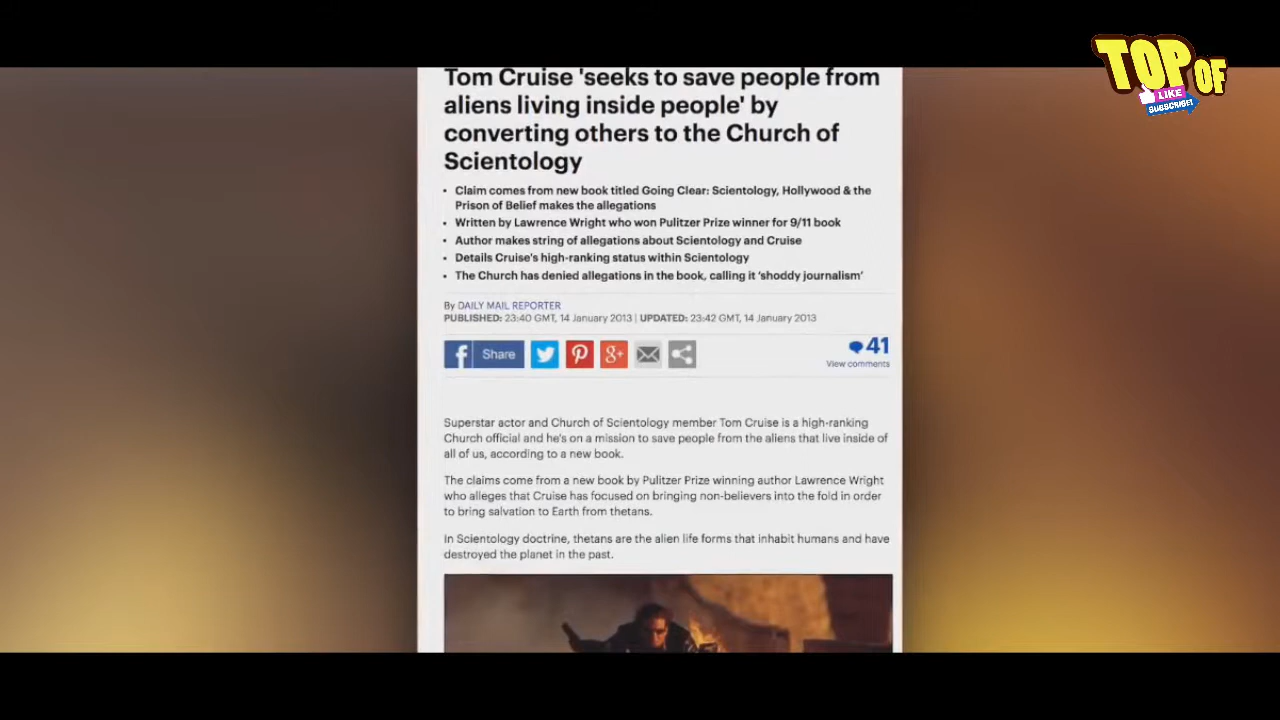 TOP OF
LIKE
SUBSCRIBE!
Tom Cruise 'seeks to save people from
aliens living inside people' by
converting others to the Church of
Scientology
• Claim comes from new book titled Going Clear: Scientology, Hollywood & the
Prison of Belief makes the allegations
• Written by Lawrence Wright who won Pulitzer Prize winner for 9/11 book
• Author makes string of allegations about Scientology and Cruise
• Details Cruise's high-ranking status within Scientology
• The Church has denied allegations in the book, calling it 'shoddy journalism'
By DAILY MAIL REPORTER
PUBLISHED: 23:40 GMT, 14 January 2013 | UPDATED: 23:42 GMT, 14 January 2013
f Share
g+
41
View comments
Superstar actor and Church of Scientology member Tom Cruise is a high-ranking
Church official and he's on a mission to save people from the aliens that live inside of
all of us, according to a new book.
The claims come from a new book by Pulitzer Prize winning author Lawrence Wright
who alleges that Cruise has focused on bringing non-believers into the fold in order
to bring salvation to Earth from thetans.
In Scientology doctrine, thetans are the alien life forms that inhabit humans and have
destroyed the planet in the past.